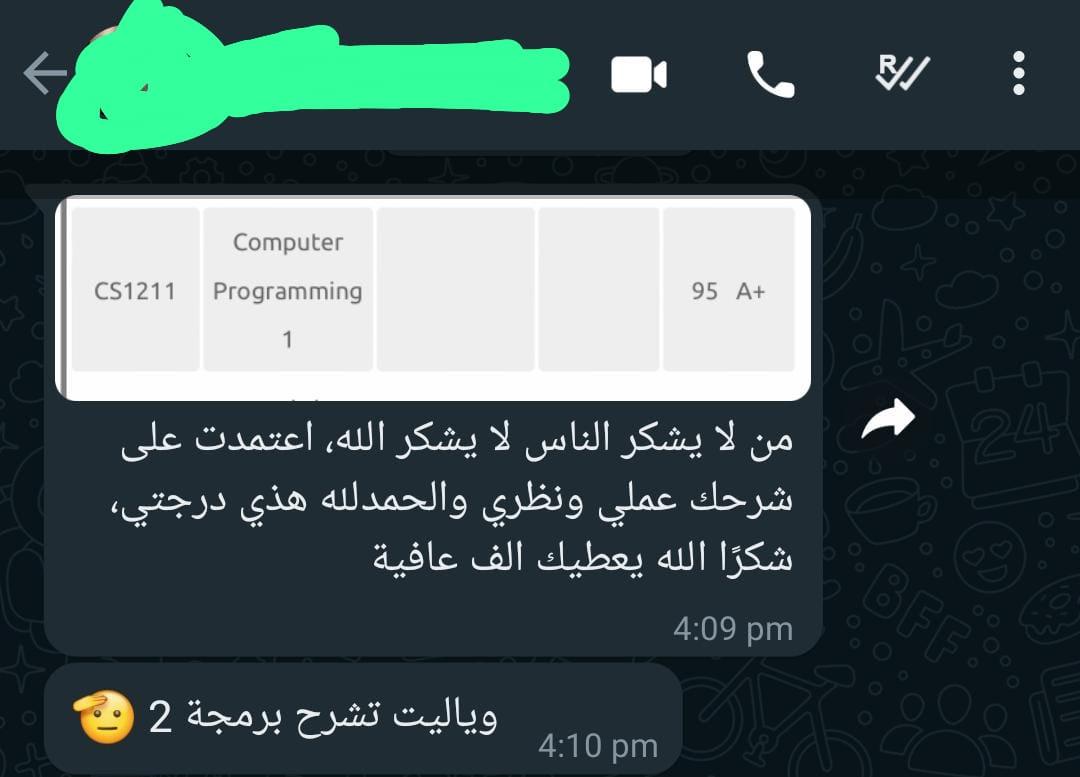 CS1211
Computer
Programming
1
95 A+
من لا يشكر الناس لا يشكر الله، اعتمدت على
شرحك عملي ونظري والحمدلله هذي درجتي،
شكرًا الله يعطيك الف عافية
4:09 pm
وياليت تشرح برمجة 2 🫡
4:10 pm